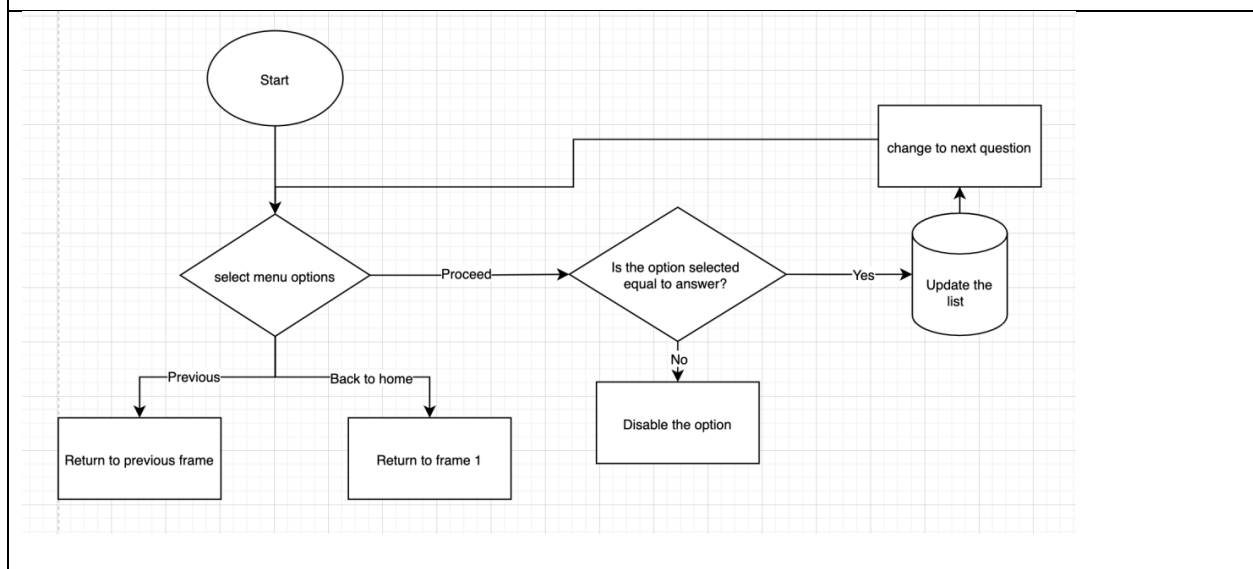 Start
change to next question
select menu options
Proceed
Is the option selected
equal to answer?
Yes
Update the
list
Previous
Back to home
No
Return to previous frame
Return to frame 1
Disable the option